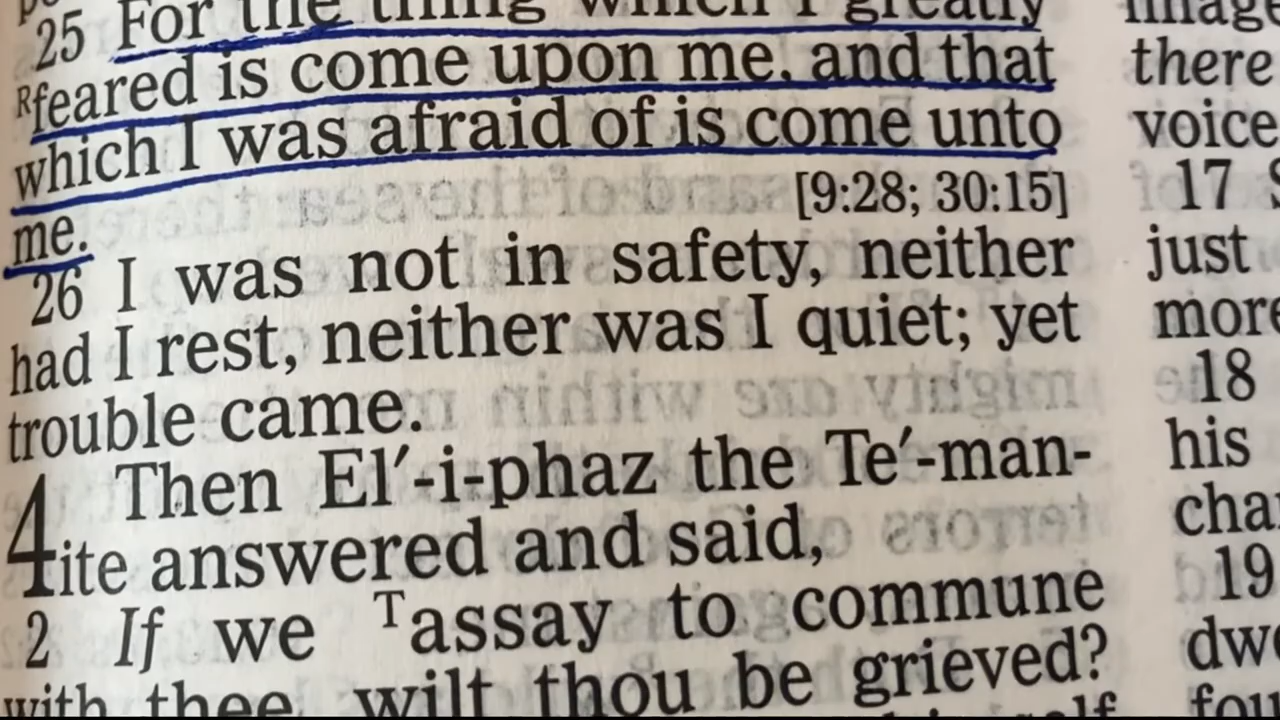 25 For the thing which I greatly
ᴿfeared is come upon me, and that
which I was afraid of is come unto
me. [9:28; 30:15]
26 I was not in safety, neither
had I rest, neither was I quiet; yet
trouble came.
4 Then El′-i-phaz the Te′-man-
ite answered and said,
2 If we ᵀassay to commune
with thee, wilt thou be grieved?
there
voice
17
just
more
18
his
19